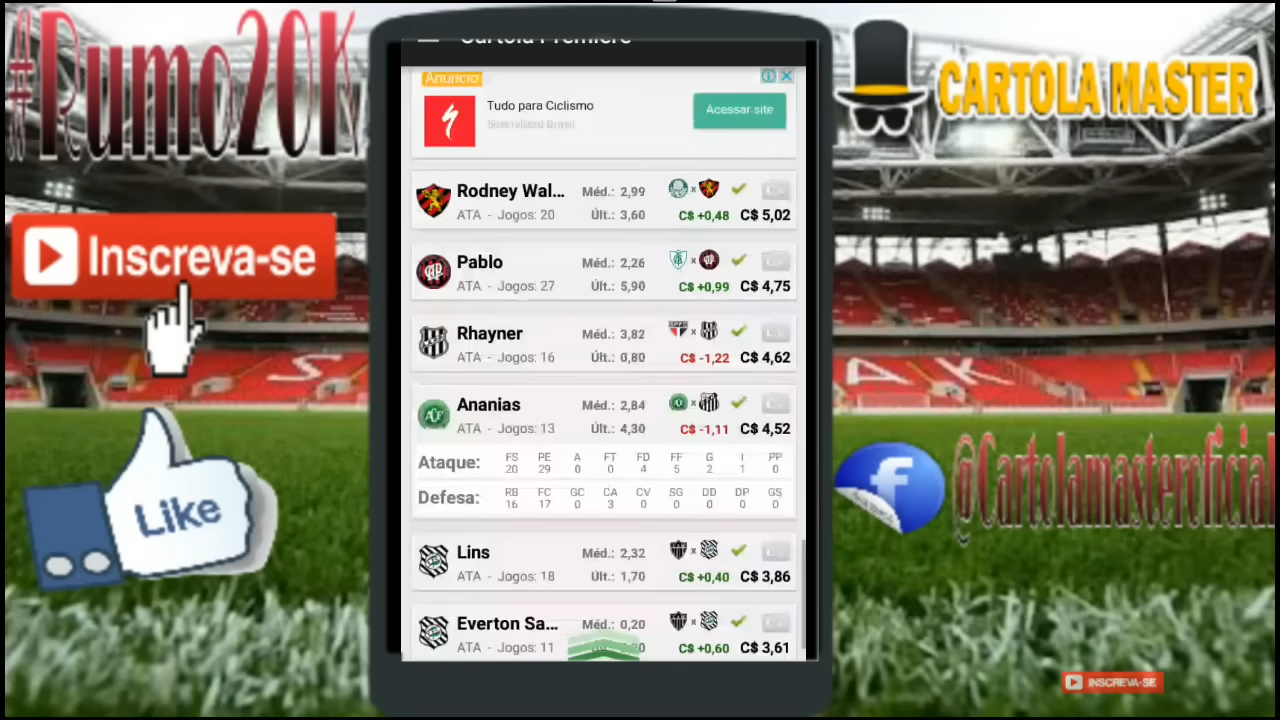 #Rumo20K
Inscreva-se
Like
CARTOLA MASTER
@Cartolamasteroficial
INSCREVA-SE
Cartola Premiere
Anúncio
Tudo para Ciclismo
Specialized Brasil
Acessar site
Rodney Wal... Méd.: 2,99 x
ATA - Jogos: 20 Últ.: 3,60 C$ +0,48 C$ 5,02
Pablo Méd.: 2,26 x
ATA - Jogos: 27 Últ.: 5,90 C$ +0,99 C$ 4,75
Rhayner Méd.: 3,82 x
ATA - Jogos: 16 Últ.: 0,80 C$ -1,22 C$ 4,62
Ananias Méd.: 2,84 x
ATA - Jogos: 13 Últ.: 4,30 C$ -1,11 C$ 4,52
FS PE A FT FD FF G I PP
Ataque: 20 29 0 0 4 5 2 1 0
RB FC GC CA CV SG DD DP GS
Defesa: 16 17 0 3 0 0 0 0 0
Lins Méd.: 2,32 x
ATA - Jogos: 18 Últ.: 1,70 C$ +0,40 C$ 3,86
Everton Sa... Méd.: 0,20 x
ATA - Jogos: 11 C$ +0,60 C$ 3,61
S A K